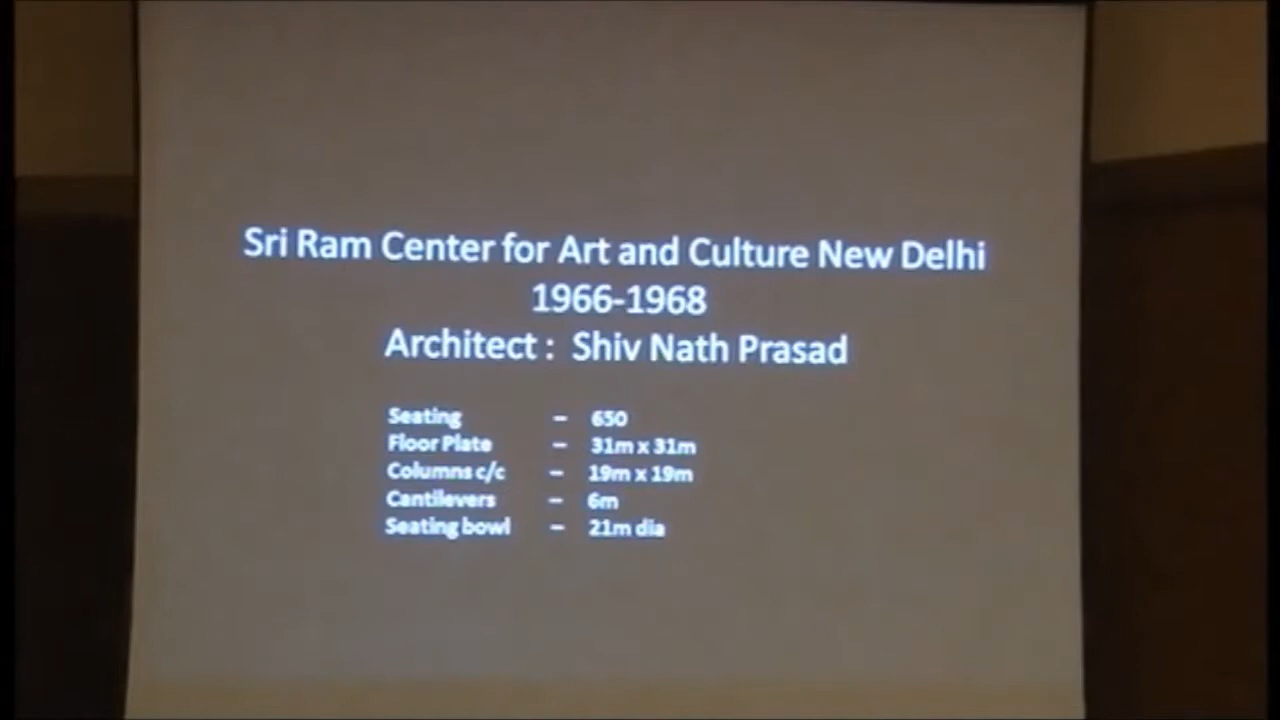 Sri Ram Center for Art and Culture New Delhi
1966-1968
Architect : Shiv Nath Prasad
Seating – 650
Floor Plate – 31m x 31m
Columns c/c – 19m x 19m
Cantilevers – 6m
Seating bowl – 21m dia